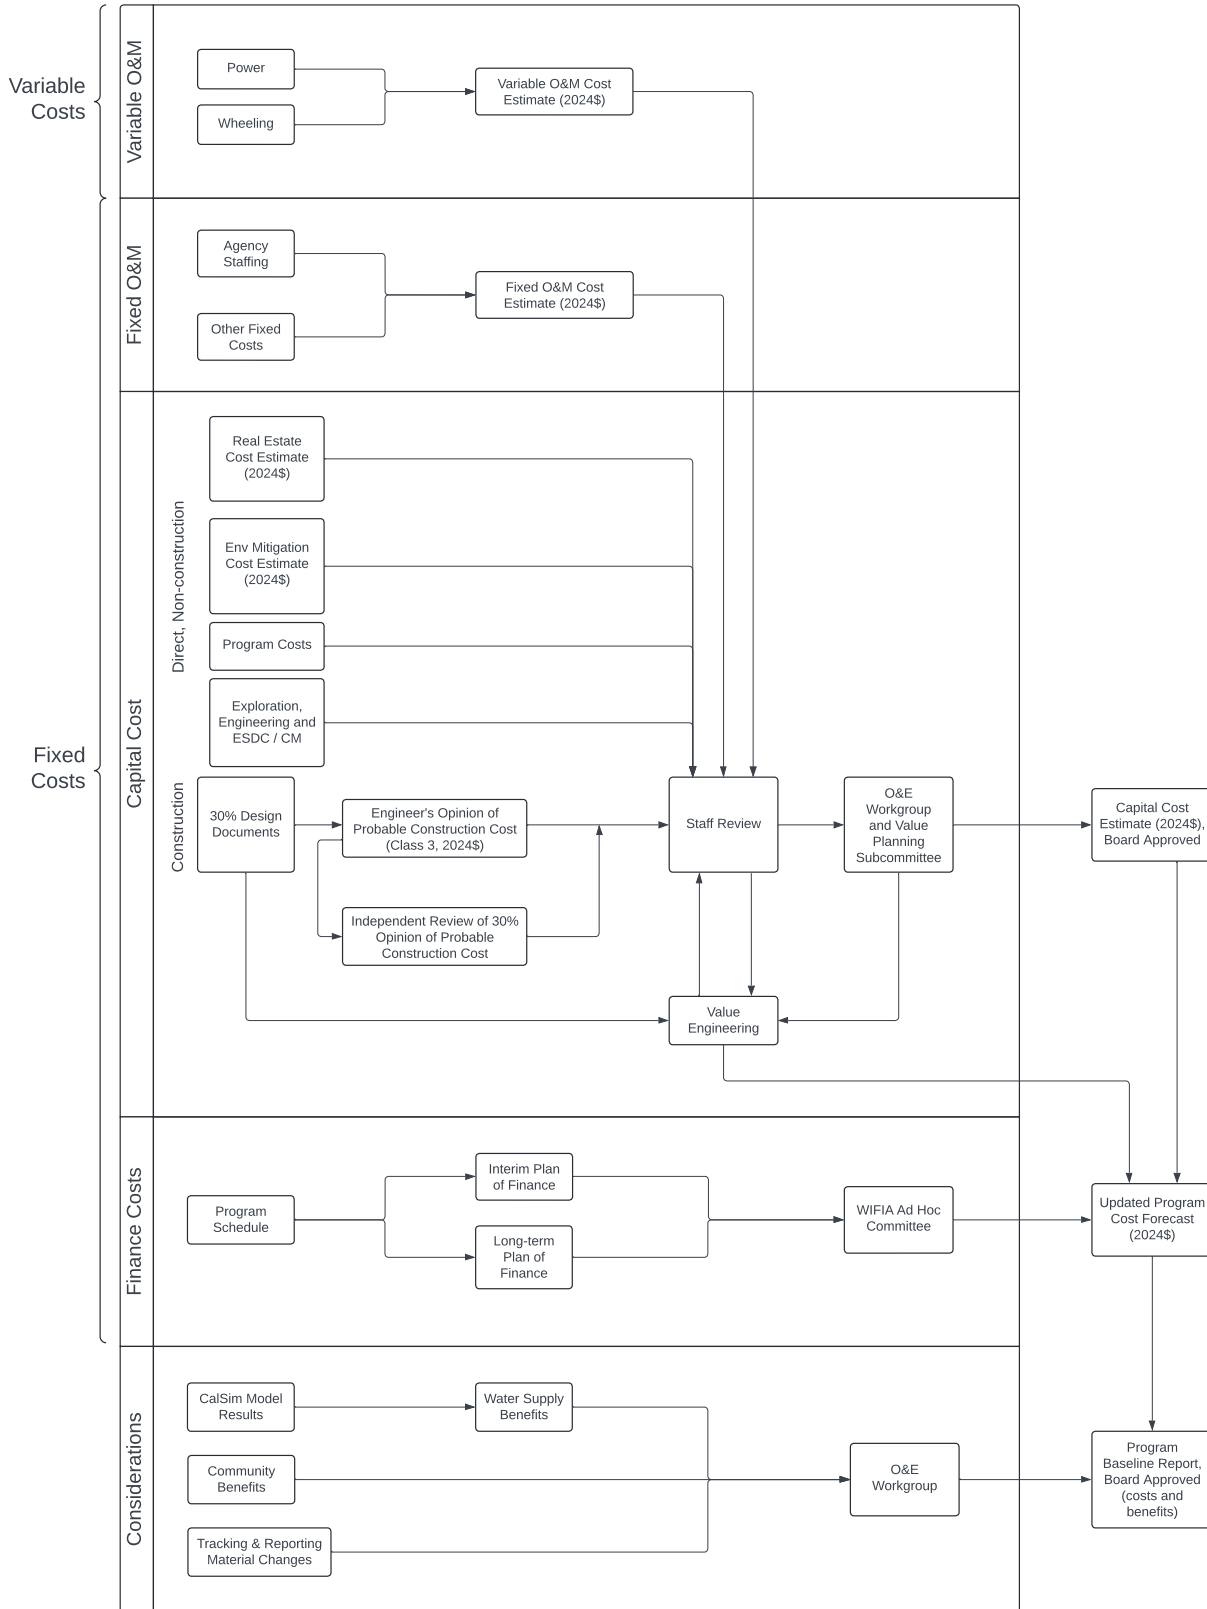 Variable
Costs
Variable O&M
Power
Wheeling
Variable O&M Cost
Estimate (2024$)
Fixed O&M
Agency
Staffing
Other Fixed
Costs
Fixed O&M Cost
Estimate (2024$)
Fixed
Costs
Capital Cost
Direct, Non-construction
Real Estate
Cost Estimate
(2024$)
Env Mitigation
Cost Estimate
(2024$)
Program Costs
Exploration,
Engineering and
ESDC / CM
Construction
30% Design
Documents
Engineer's Opinion of
Probable Construction Cost
(Class 3, 2024$)
Independent Review of 30%
Opinion of Probable
Construction Cost
Staff Review
O&E
Workgroup
and Value
Planning
Subcommittee
Capital Cost
Estimate (2024$),
Board Approved
Value
Engineering
Finance Costs
Program
Schedule
Interim Plan
of Finance
Long-term
Plan of
Finance
WIFIA Ad Hoc
Committee
Updated Program
Cost Forecast
(2024$)
Considerations
CalSim Model
Results
Water Supply
Benefits
Community
Benefits
Tracking & Reporting
Material Changes
O&E
Workgroup
Program
Baseline Report,
Board Approved
(costs and
benefits)